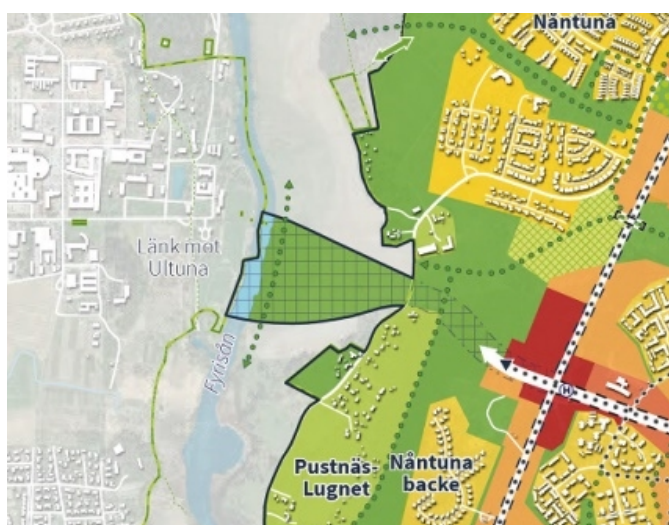 Nåntuna
Länk mot
Ultuna
Fyrisån
Pustnäs-
Lugnet
Nåntuna
backe